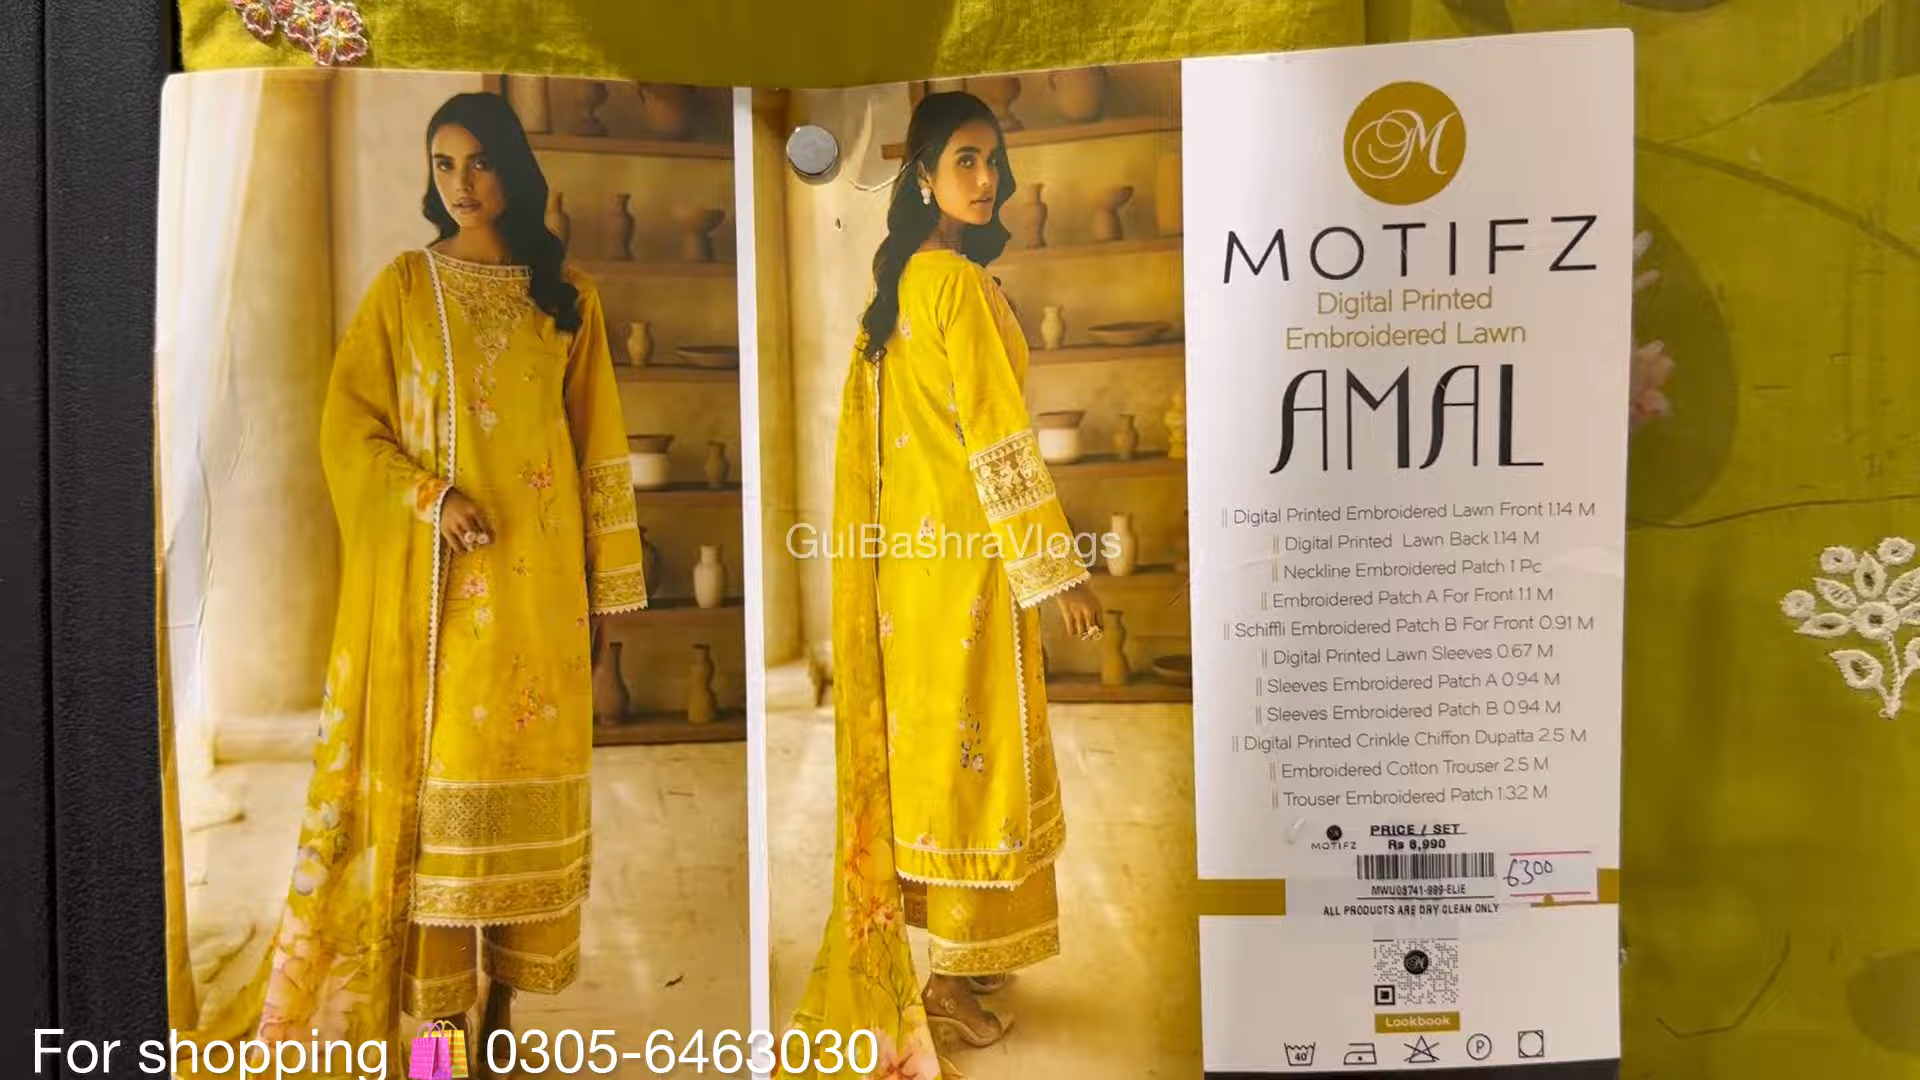 M
MOTIFZ
Digital Printed
Embroidered Lawn
AMAL
|| Digital Printed Embroidered Lawn Front 1.14 M
|| Digital Printed Lawn Back 1.14 M
|| Neckline Embroidered Patch 1 Pc
|| Embroidered Patch A For Front 1.1 M
|| Schiffli Embroidered Patch B For Front 0.91 M
|| Digital Printed Lawn Sleeves 0.67 M
|| Sleeves Embroidered Patch A 0.94 M
|| Sleeves Embroidered Patch B 0.94 M
|| Digital Printed Crinkle Chiffon Dupatta 2.5 M
|| Embroidered Cotton Trouser 2.5 M
|| Trouser Embroidered Patch 1.32 M
MOTIFZ
PRICE / SET
Rs 8,990
6300
MWU03741-999-ELIE
ALL PRODUCTS ARE DRY CLEAN ONLY
Lookbook
40
P
GulBashraVlogs
For shopping 🛍️ 0305-6463030